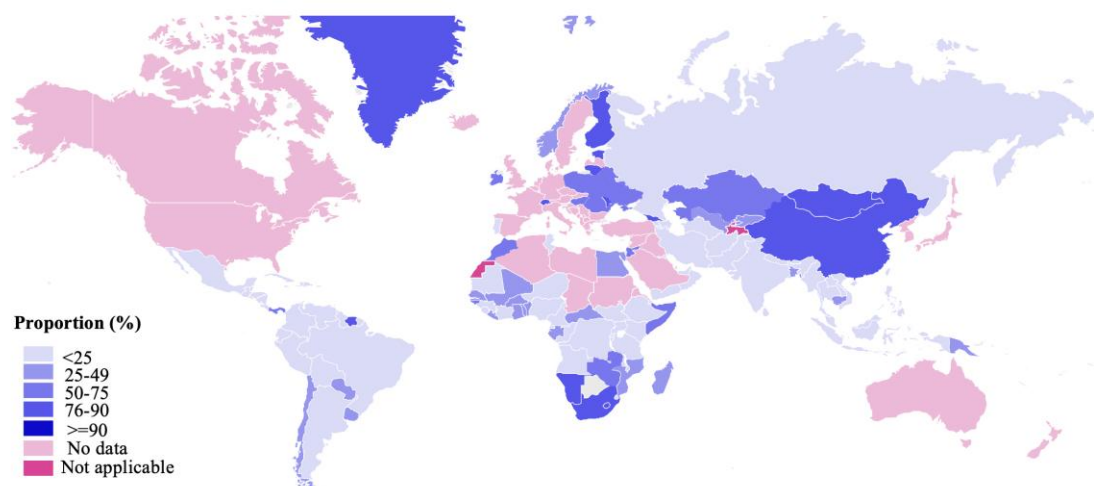 Proportion (%)
<25
25-49
50-75
76-90
>=90
No data
Not applicable